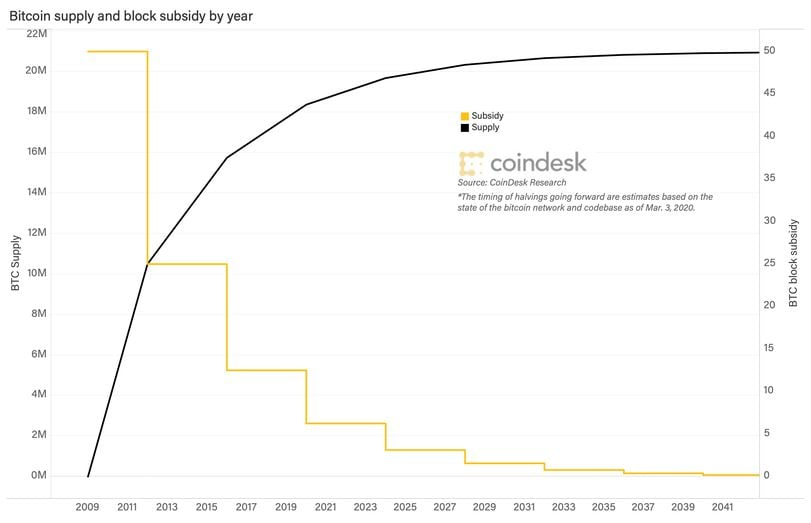 Bitcoin supply and block subsidy by year
22M
20M
18M
16M
14M
12M
10M
8M
6M
4M
2M
0M
BTC Supply
50
45
40
35
30
25
20
15
10
5
0
BTC block subsidy
Subsidy
Supply
coindesk
Source: CoinDesk Research
*The timing of halvings going forward are estimates based on the
state of the bitcoin network and codebase as of Mar. 3, 2020.
2009 2011 2013 2015 2017 2019 2021 2023 2025 2027 2029 2031 2033 2035 2037 2039 2041